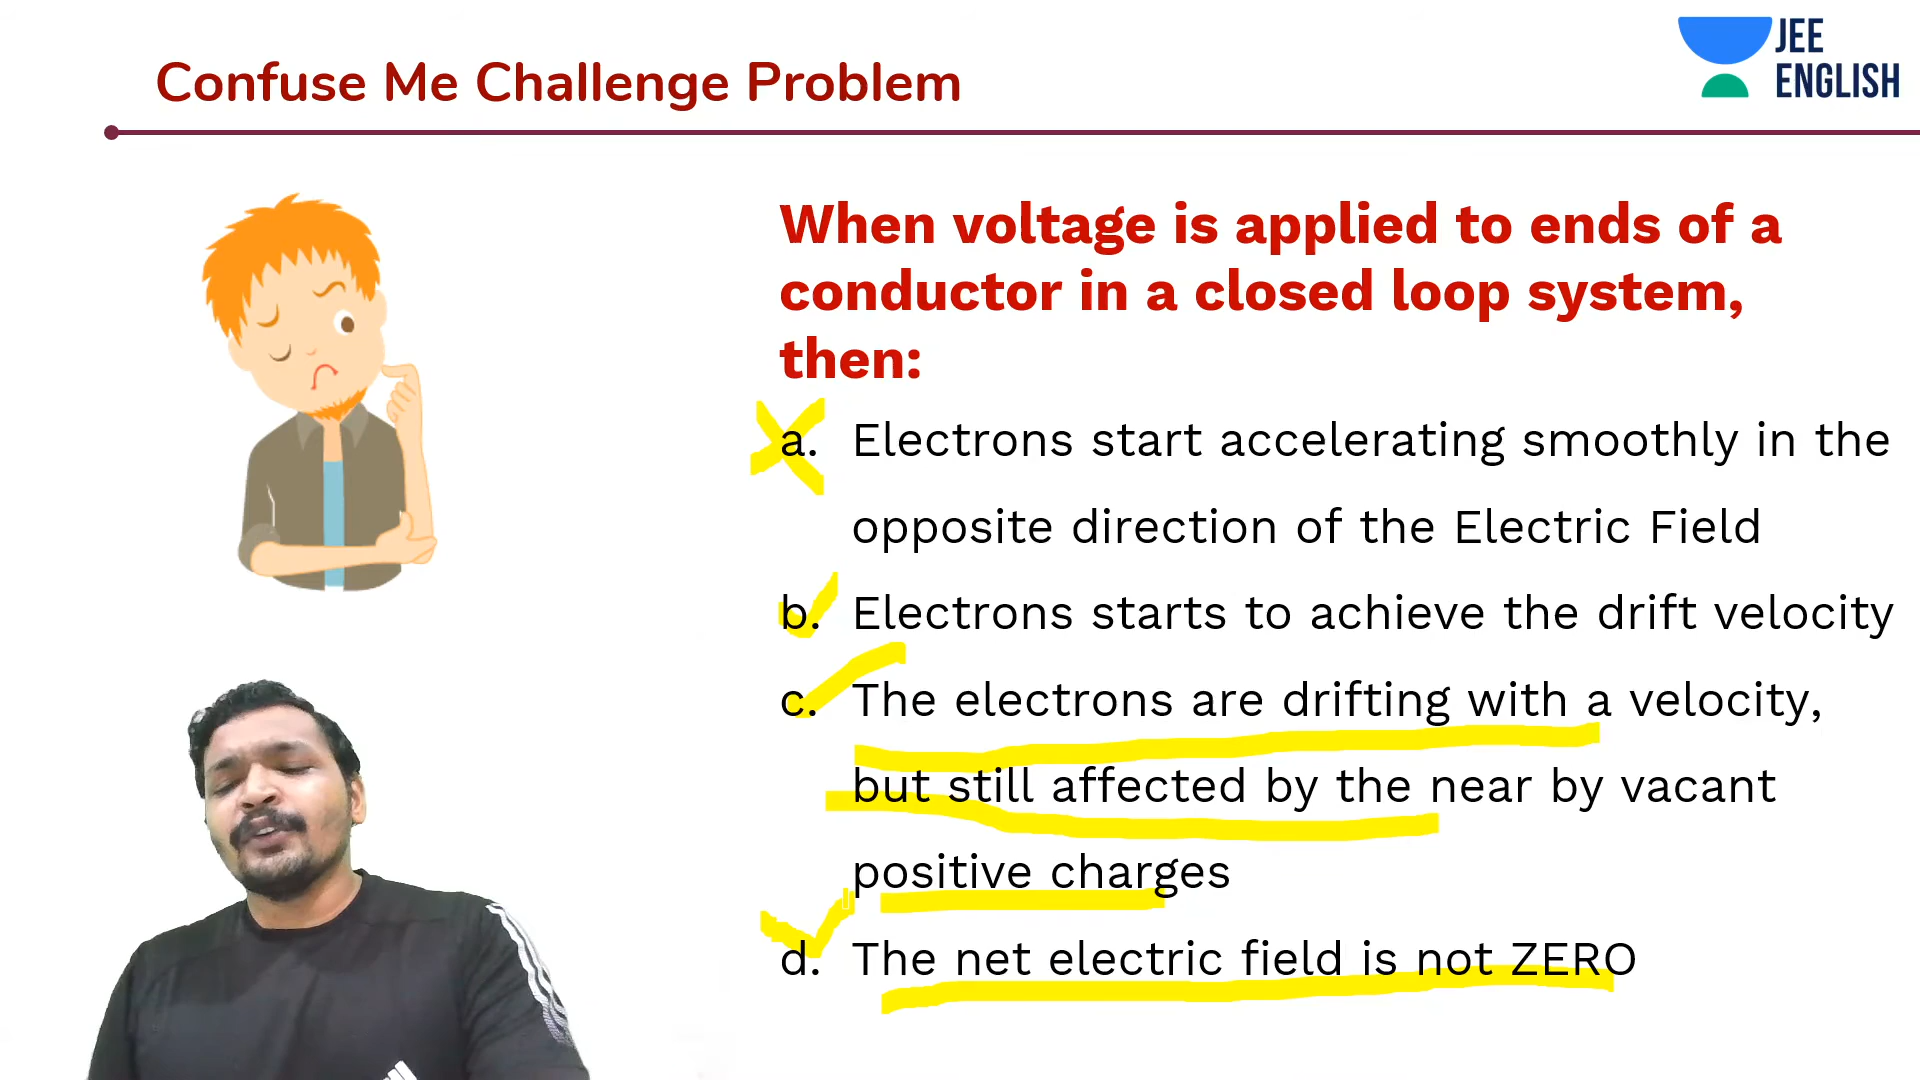 JEE
ENGLISH
Confuse Me Challenge Problem
When voltage is applied to ends of a
conductor in a closed loop system,
then:
a. Electrons start accelerating smoothly in the
opposite direction of the Electric Field
b. Electrons starts to achieve the drift velocity
c. The electrons are drifting with a velocity,
but still affected by the near by vacant
positive charges
d. The net electric field is not ZERO